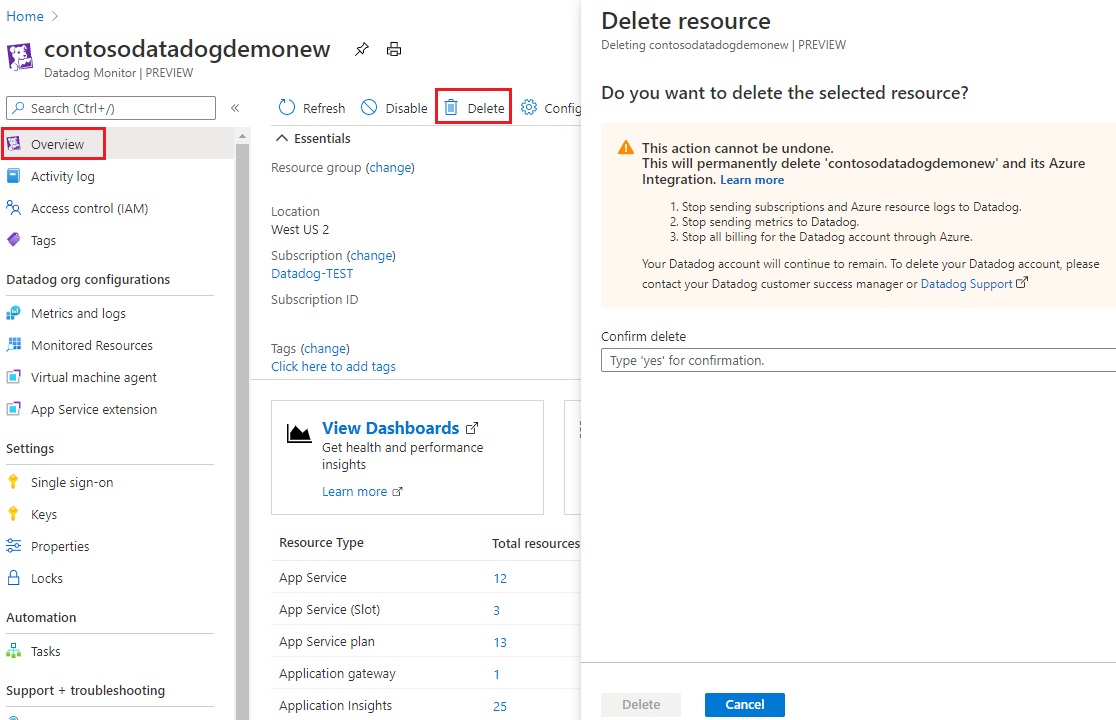 Home
contosodatadogdemonew
Datadog Monitor | PREVIEW
Search (Ctrl+/)
«
Overview
Activity log
Access control (IAM)
Tags
Datadog org configurations
Metrics and logs
Monitored Resources
Virtual machine agent
App Service extension
Settings
Single sign-on
Keys
Properties
Locks
Automation
Tasks
Support + troubleshooting
Refresh
Disable
Delete
Config
Essentials
Resource group (change)
Location
West US 2
Subscription (change)
Datadog-TEST
Subscription ID
Tags (change)
Click here to add tags
View Dashboards
Get health and performance
insights
Learn more
Resource Type Total resources
App Service 12
App Service (Slot) 3
App Service plan 13
Application gateway 1
Application Insights 25
Delete resource
Deleting contosodatadogdemonew | PREVIEW
Do you want to delete the selected resource?
This action cannot be undone.
This will permanently delete 'contosodatadogdemonew' and its Azure
Integration. Learn more
1. Stop sending subscriptions and Azure resource logs to Datadog.
2. Stop sending metrics to Datadog.
3. Stop all billing for the Datadog account through Azure.
Your Datadog account will continue to remain. To delete your Datadog account, please
contact your Datadog customer success manager or Datadog Support
Confirm delete
Type 'yes' for confirmation.
Delete
Cancel